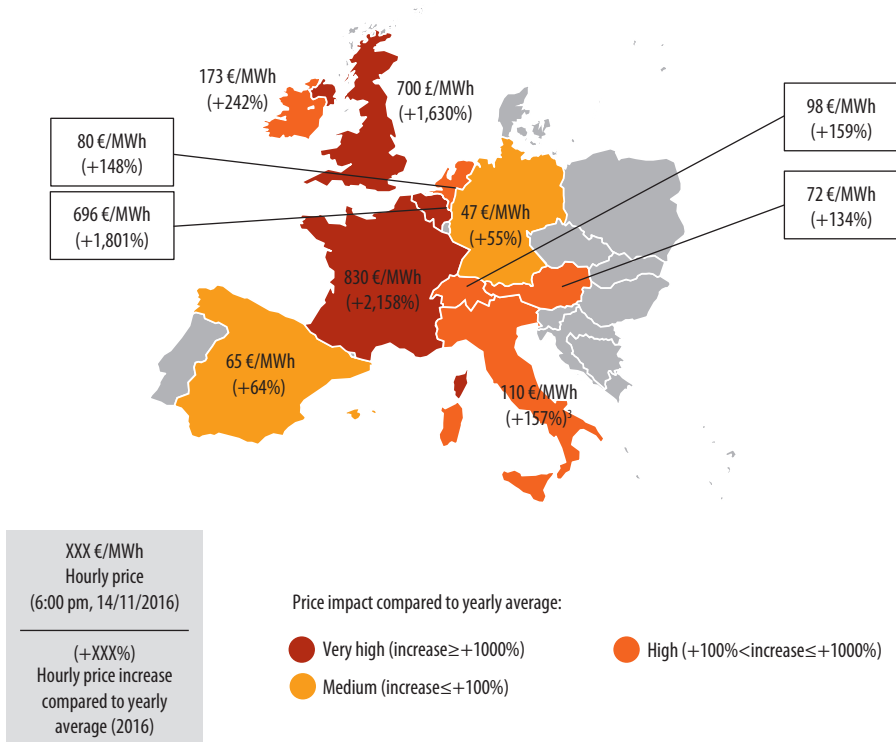 173 €/MWh
(+242%)
700 £/MWh
(+1,630%)
98 €/MWh
(+159%)
80 €/MWh
(+148%)
696 €/MWh
(+1,801%)
47 €/MWh
(+55%)
72 €/MWh
(+134%)
830 €/MWh
(+2,158%)
65 €/MWh
(+64%)
110 €/MWh
(+157%)³
XXX €/MWh
Hourly price
(6:00 pm, 14/11/2016)
(+XXX%)
Hourly price increase
compared to yearly
average (2016)
Price impact compared to yearly average:
Very high (increase≥+1000%)
High (+100%<increase≤+1000%)
Medium (increase≤+100%)